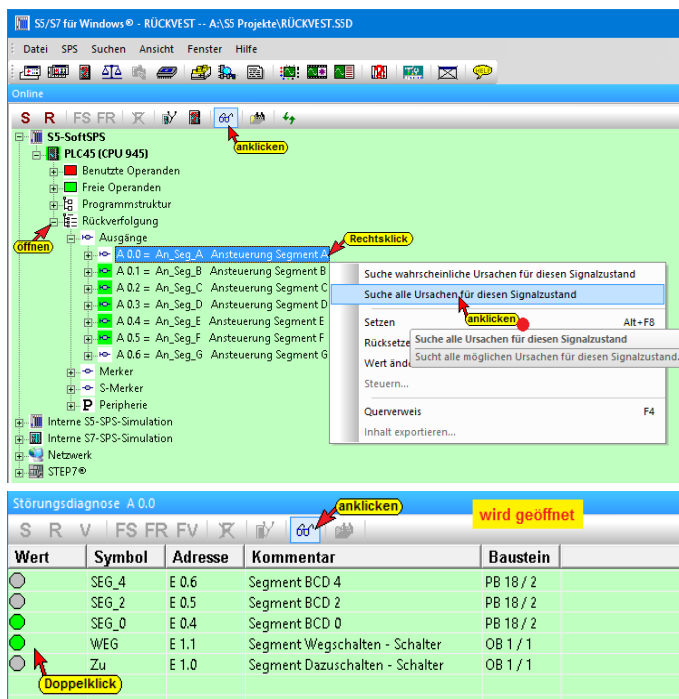 S5/S7 für Windows® - RÜCKVEST -- A:\S5 Projekte\RÜCKVEST.S5D
Datei SPS Suchen Ansicht Fenster Hilfe
HELP
Online
S R FS FR
anklicken
S5-SoftSPS
PLC45 (CPU 945)
Benutzte Operanden
Freie Operanden
Programmstruktur
Rückverfolgung
öffnen
Ausgänge
Rechtsklick
A 0.0 = An_Seg_A Ansteuerung Segment A
A 0.1 = An_Seg_B Ansteuerung Segment B
A 0.2 = An_Seg_C Ansteuerung Segment C
A 0.3 = An_Seg_D Ansteuerung Segment D
A 0.4 = An_Seg_E Ansteuerung Segment E
A 0.5 = An_Seg_F Ansteuerung Segment F
A 0.6 = An_Seg_G Ansteuerung Segment G
Merker
S-Merker
P Peripherie
Interne S5-SPS-Simulation
Interne S7-SPS-Simulation
Netzwerk
STEP7®
Suche wahrscheinliche Ursachen für diesen Signalzustand
Suche alle Ursachen für diesen Signalzustand
anklicken
Setzen Alt+F8
Rücksetze
Suche alle Ursachen für diesen Signalzustand
Sucht alle möglichen Ursachen für diesen Signalzustand.
Wert änd
Steuern...
Querverweis F4
Inhalt exportieren...
Störungsdiagnose A 0.0
anklicken
wird geöffnet
S R V FS FR FV
Wert Symbol Adresse Kommentar Baustein
SEG_4 E 0.6 Segment BCD 4 PB 18 / 2
SEG_2 E 0.5 Segment BCD 2 PB 18 / 2
SEG_0 E 0.4 Segment BCD 0 PB 18 / 2
WEG E 1.1 Segment Wegschalten - Schalter OB 1 / 1
Zu E 1.0 Segment Dazuschalten - Schalter OB 1 / 1
Doppelklick